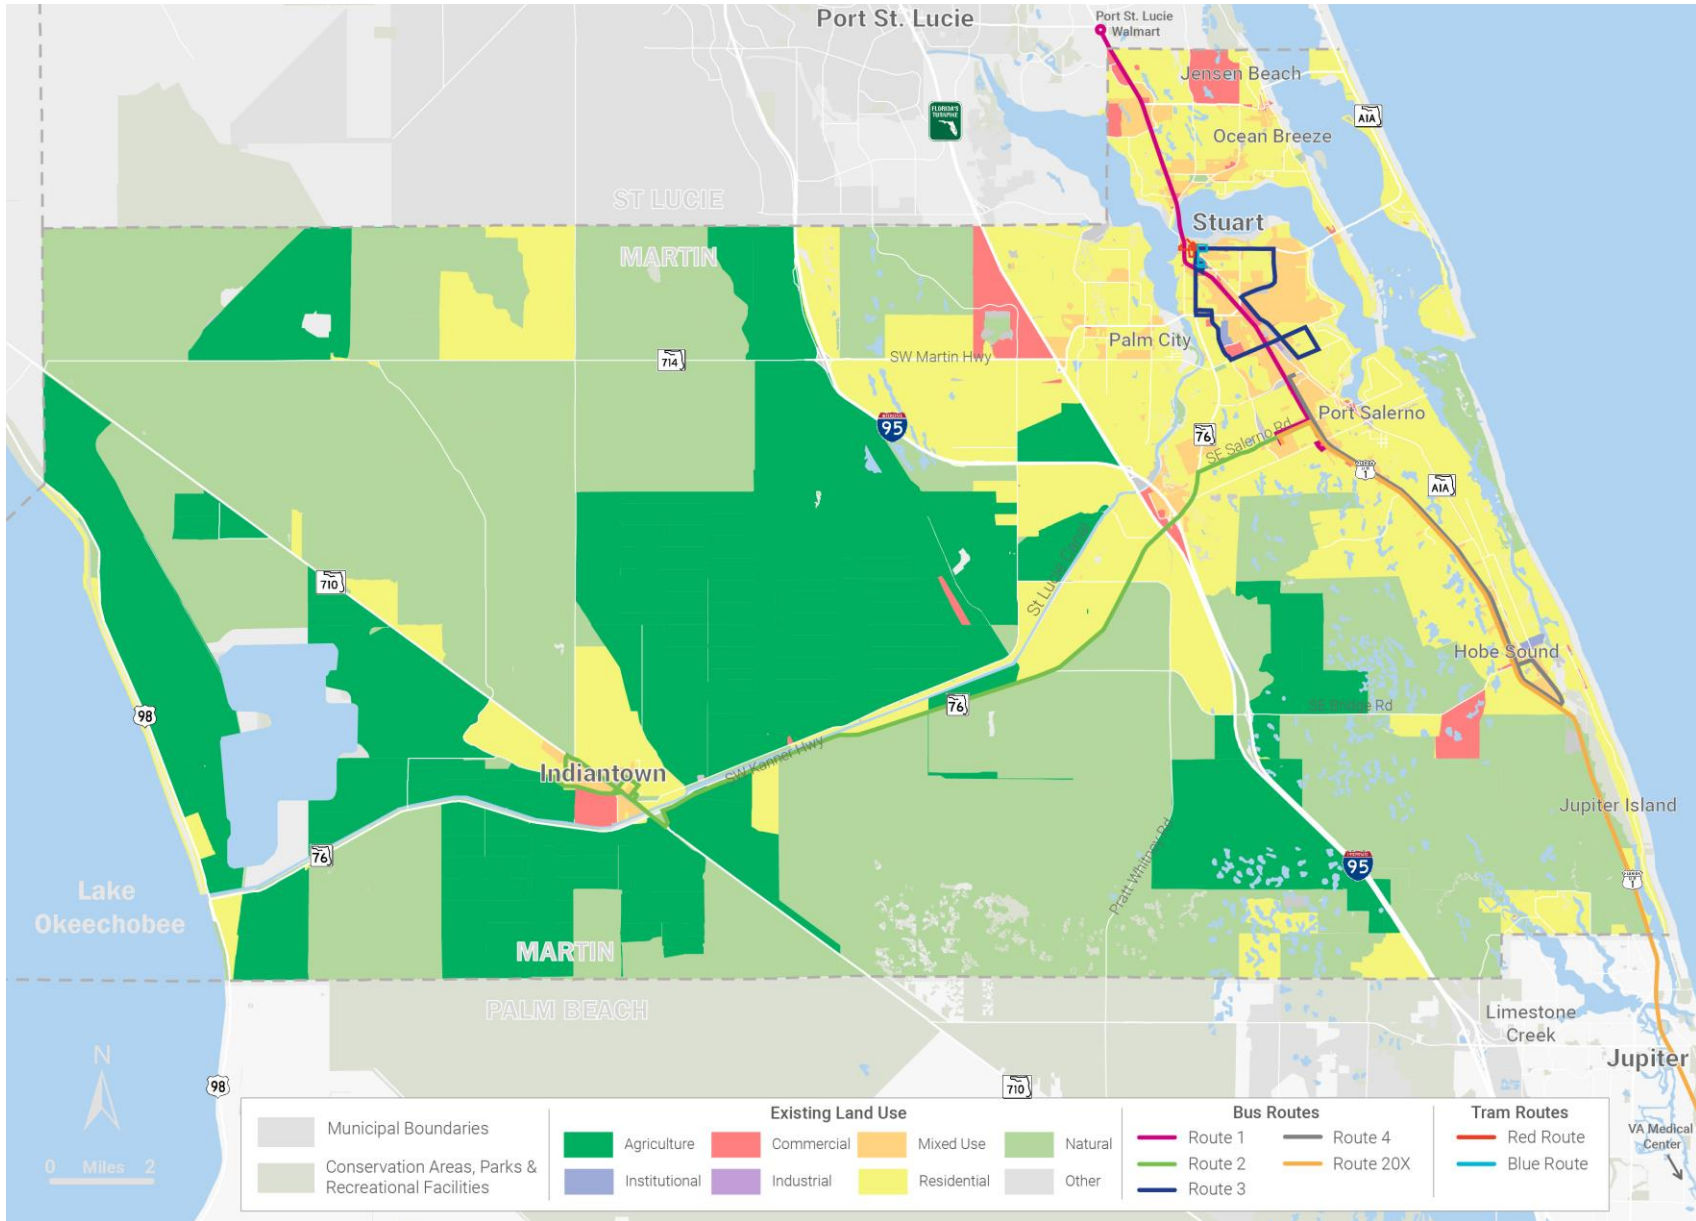 Port St. Lucie
Port St. Lucie
Walmart
Jensen Beach
FLORIDA'S
TURNPIKE
A1A
Ocean Breeze
ST LUCIE
Stuart
MARTIN
Palm City
SW Martin Hwy
714
95
Port Salerno
76
SE Salerno Rd
1
A1A
St Lucie Canal
710
Hobe Sound
98
76
SE Bridge Rd
SW Kanner Hwy
Indiantown
Jupiter Island
76
Pratt Whitney Rd
95
1
Lake
Okeechobee
MARTIN
PALM BEACH
Limestone
Creek
Jupiter
N
98
710
0 Miles 2
Municipal Boundaries
Conservation Areas, Parks &
Recreational Facilities
Existing Land Use
Agriculture
Commercial
Mixed Use
Natural
Institutional
Industrial
Residential
Other
Bus Routes
Route 1
Route 4
Route 2
Route 20X
Route 3
Tram Routes
Red Route
Blue Route
VA Medical
Center